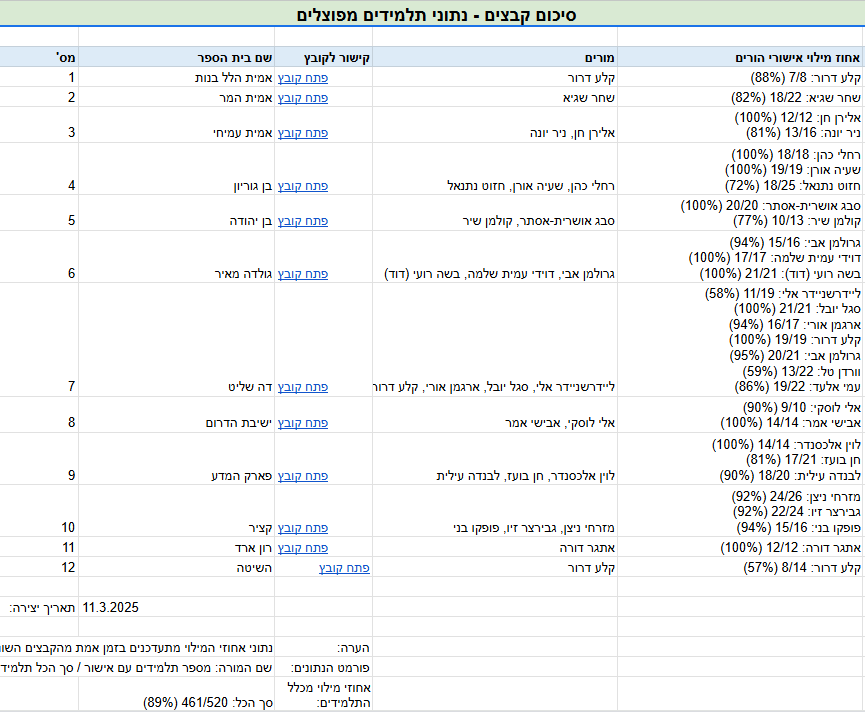 סיכום קבצים - נתוני תלמידים מפוצלים
מס' שם בית הספר קישור לקובץ מורים אחוז מילוי אישורי הורים
1 אמית הלל בנות פתח קובץ קלע דרור קלע דרור: 7/8 (88%)
2 אמית המר פתח קובץ שחר שגיא שחר שגיא: 18/22 (82%)
אלירן חן: 12/12 (100%)
3 אמית עמיחי פתח קובץ אלירן חן, ניר יונה ניר יונה: 13/16 (81%)
רחלי כהן: 18/18 (100%)
שעיה אורן: 19/19 (100%)
4 בן גוריון פתח קובץ רחלי כהן, שעיה אורן, חזוט נתנאל חזוט נתנאל: 18/25 (72%)
סבג אושרית-אסתר: 20/20 (100%)
5 בן יהודה פתח קובץ סבג אושרית-אסתר, קולמן שיר קולמן שיר: 10/13 (77%)
גרולמן אבי: 15/16 (94%)
דוידי עמית שלמה: 17/17 (100%)
6 גולדה מאיר פתח קובץ גרולמן אבי, דוידי עמית שלמה, בשה רועי (דוד) בשה רועי (דוד): 21/21 (100%)
ליידרשניידר אלי: 11/19 (58%)
סגל יובל: 21/21 (100%)
ארגמן אורי: 16/17 (94%)
קלע דרור: 19/19 (100%)
גרולמן אבי: 20/21 (95%)
וורדן טל: 13/22 (59%)
7 דה שליט פתח קובץ ליידרשניידר אלי, סגל יובל, ארגמן אורי, קלע דרור עמי אלעד: 19/22 (86%)
אלי לוסקי: 9/10 (90%)
8 ישיבת הדרום פתח קובץ אלי לוסקי, אבישי אמר אבישי אמר: 14/14 (100%)
לוין אלכסנדר: 14/14 (100%)
חן בועז: 17/21 (81%)
9 פארק המדע פתח קובץ לוין אלכסנדר, חן בועז, לבנדה עילית לבנדה עילית: 18/20 (90%)
מזרחי ניצן: 24/26 (92%)
גבירצר זיו: 22/24 (92%)
10 קציר פתח קובץ מזרחי ניצן, גבירצר זיו, פופקו בני פופקו בני: 15/16 (94%)
11 רון ארד פתח קובץ אתגר דורה אתגר דורה: 12/12 (100%)
12 השיטה פתח קובץ קלע דרור קלע דרור: 8/14 (57%)
תאריך יצירה: 11.3.2025
נתוני אחוזי המילוי מתעדכנים בזמן אמת מהקבצים השו הערה:
שם המורה: מספר תלמידים עם אישור / סך הכל תלמיד פורמט הנתונים:
אחוזי מילוי מכלל
סך הכל: 461/520 (89%) התלמידים: